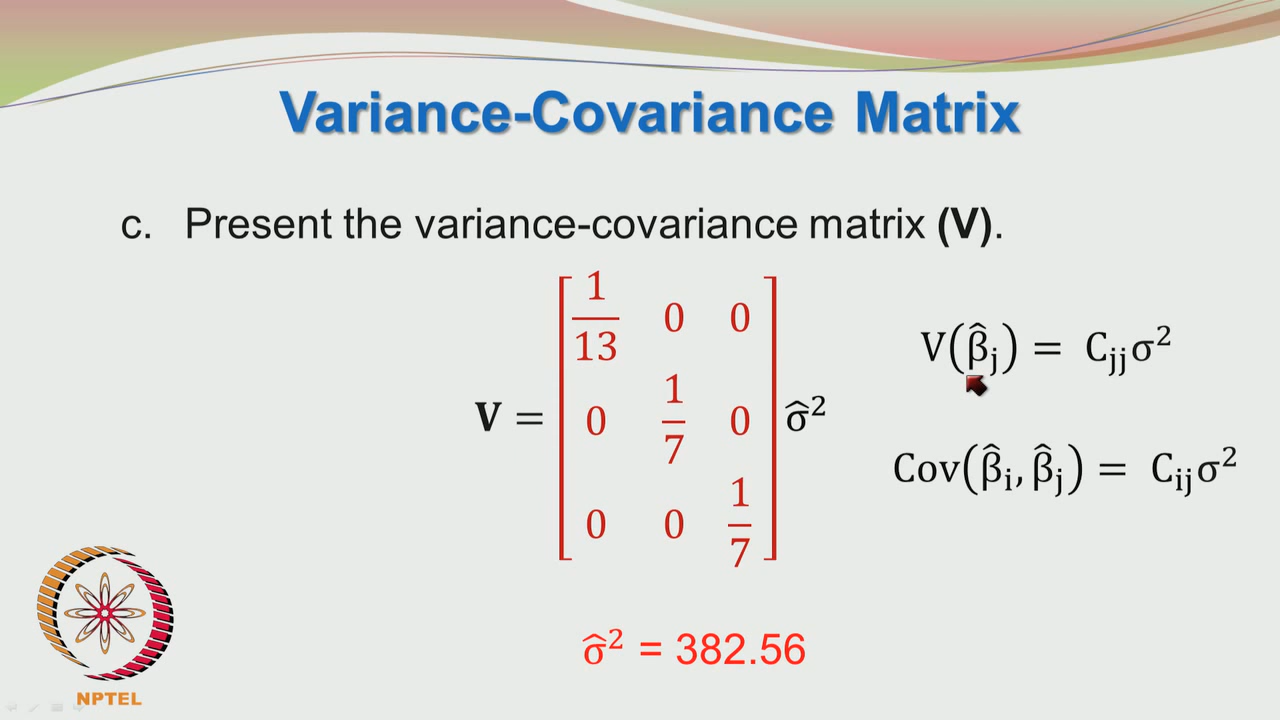 Variance-Covariance Matrix
c. Present the variance-covariance matrix (V).
V = [ 1/13 0 0
0 1/7 0
0 0 1/7 ] σ̂²
V(β̂ⱼ) = Cⱼⱼσ²
Cov(β̂ᵢ, β̂ⱼ) = Cᵢⱼσ²
σ̂² = 382.56
NPTEL